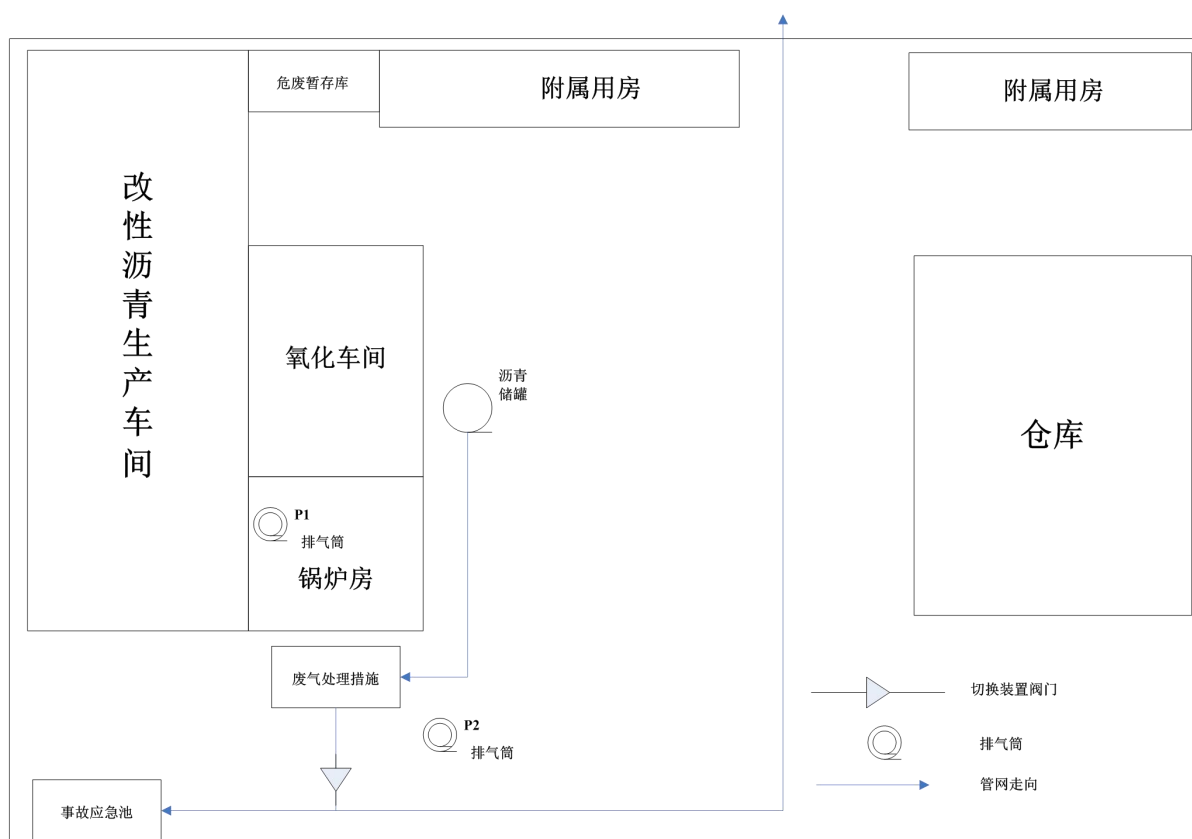 危废暂存库
附属用房
附属用房
改性沥青生产车间
氧化车间
沥青
储罐
仓库
P1
排气筒
锅炉房
废气处理措施
P2
排气筒
切换装置阀门
排气筒
管网走向
事故应急池